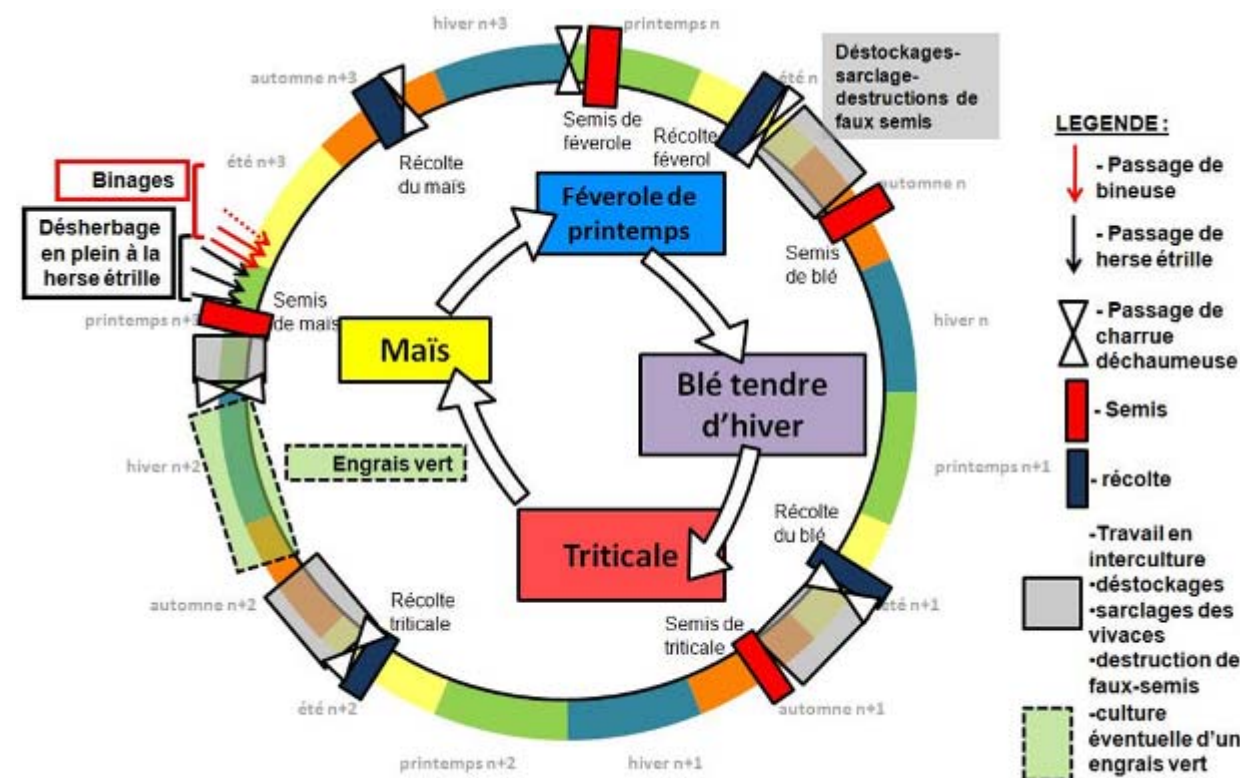 hiver n+3
printemps n
automne n+3
été n
Déstockages-
sarclage-
destructions de
faux semis
Semis de
féverole
Récolte
féverol
Récolte
du maïs
été n+3
Binages
Désherbage
en plein à la
herse étrille
printemps n+3
Semis
de maïs
automne n
Semis
de blé
hiver n
Féverole de
printemps
Maïs
Blé tendre
d'hiver
Triticale
Engrais vert
hiver n+2
printemps n+1
Récolte
du blé
été n+1
Semis de
triticale
automne n+1
automne n+2
Récolte
triticale
été n+2
printemps n+2
hiver n+1
LEGENDE :
- Passage de
bineuse
- Passage de
herse étrille
- Passage de
charrue
déchaumeuse
- Semis
- récolte
-Travail en
interculture
•déstockages
•sarclages des
vivaces
•destruction de
faux-semis
-culture
éventuelle d'un
engrais vert